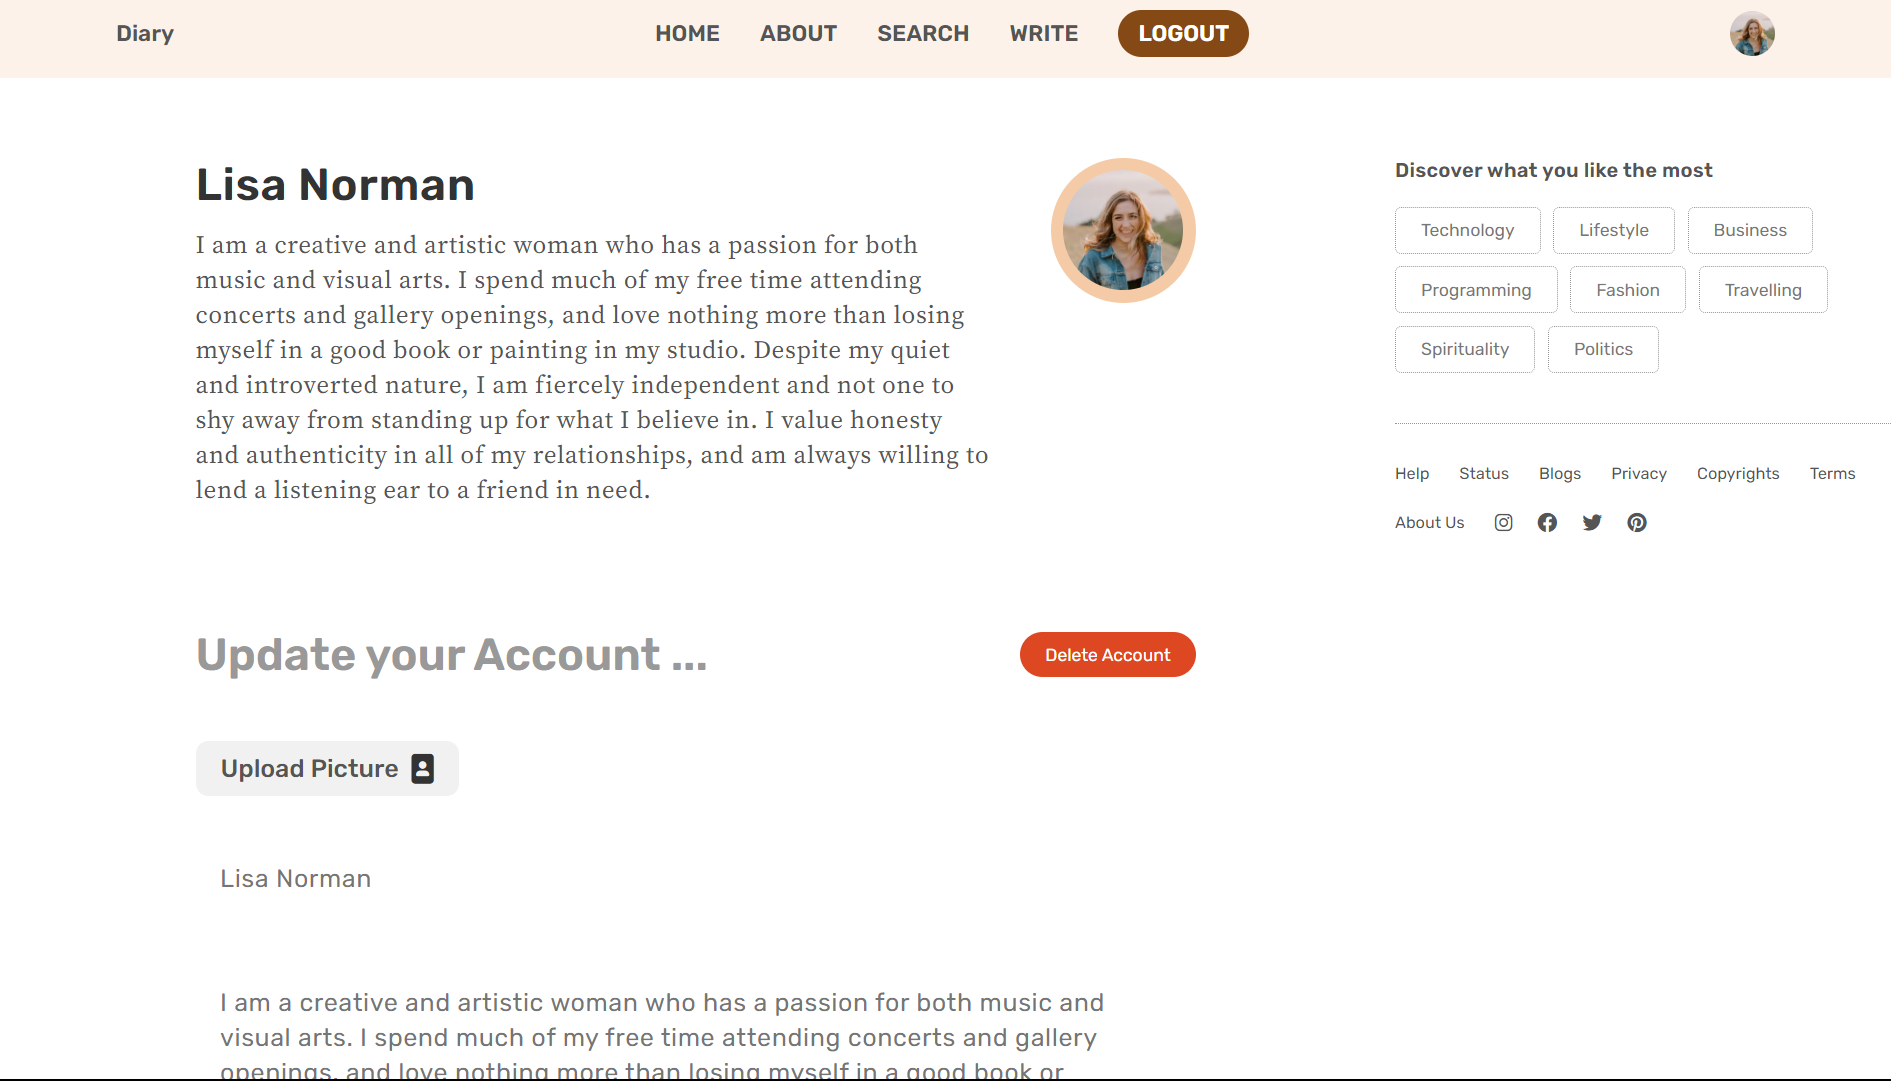 Diary
HOME
ABOUT
SEARCH
WRITE
LOGOUT
Lisa Norman
I am a creative and artistic woman who has a passion for both
music and visual arts. I spend much of my free time attending
concerts and gallery openings, and love nothing more than losing
myself in a good book or painting in my studio. Despite my quiet
and introverted nature, I am fiercely independent and not one to
shy away from standing up for what I believe in. I value honesty
and authenticity in all of my relationships, and am always willing to
lend a listening ear to a friend in need.
Discover what you like the most
Technology
Lifestyle
Business
Programming
Fashion
Travelling
Spirituality
Politics
Help
Status
Blogs
Privacy
Copyrights
Terms
About Us
Update your Account ...
Delete Account
Upload Picture
Lisa Norman
I am a creative and artistic woman who has a passion for both music and
visual arts. I spend much of my free time attending concerts and gallery
openings, and love nothing more than losing myself in a good book or